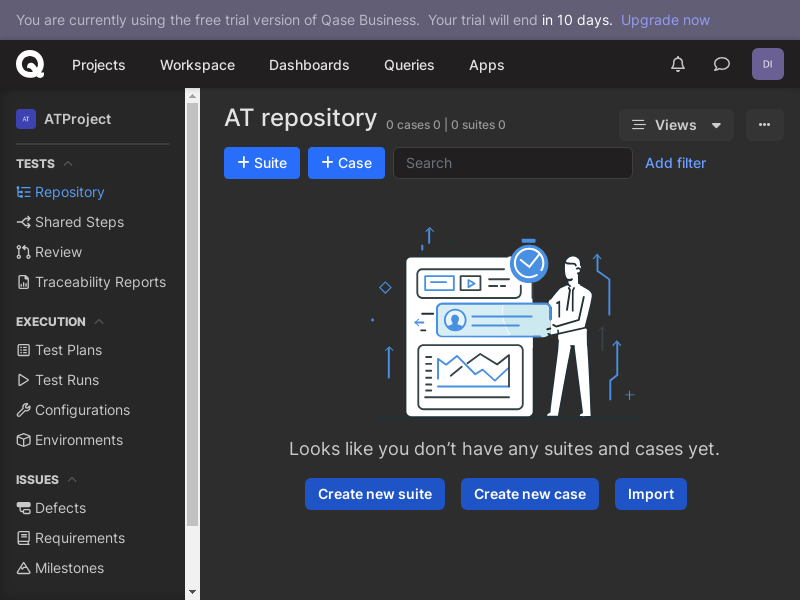 You are currently using the free trial version of Qase Business. Your trial will end in 10 days. Upgrade now
Projects Workspace Dashboards Queries Apps DI
AT ATProject
TESTS
Repository
Shared Steps
Review
Traceability Reports
EXECUTION
Test Plans
Test Runs
Configurations
Environments
ISSUES
Defects
Requirements
Milestones
AT repository 0 cases 0 | 0 suites 0 Views
+ Suite + Case Search Add filter
Looks like you don’t have any suites and cases yet.
Create new suite Create new case Import